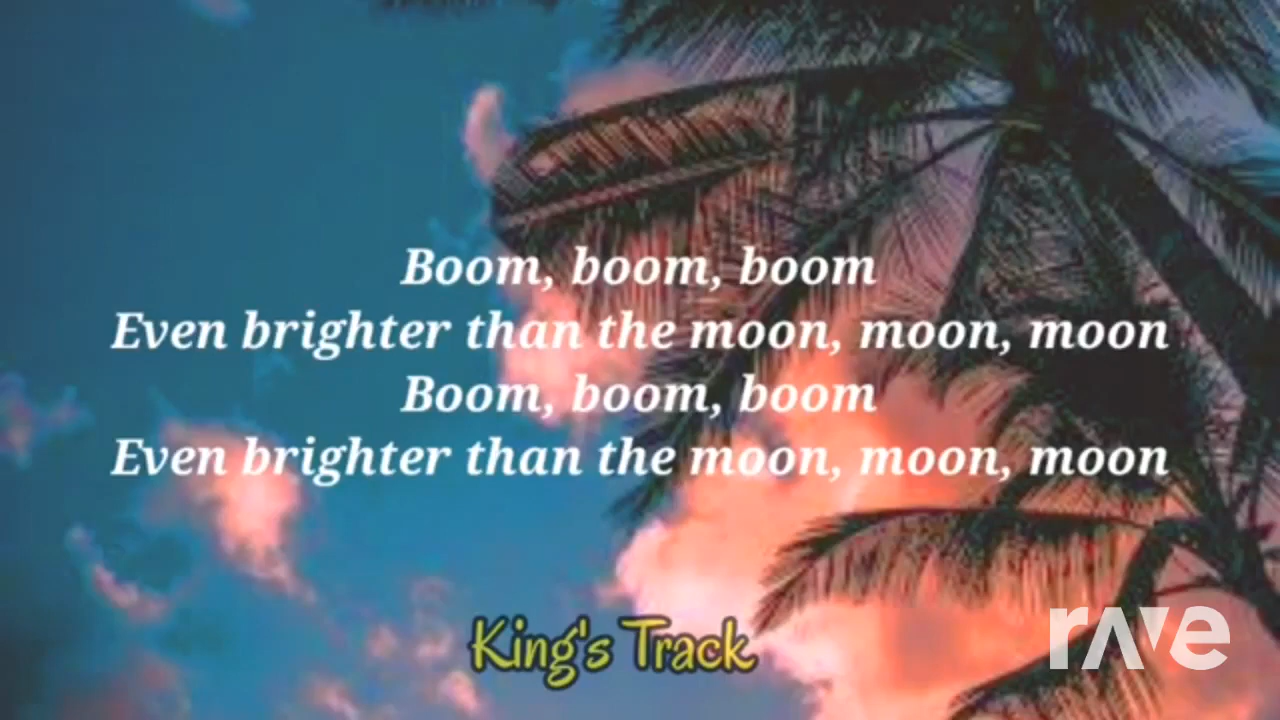 Boom, boom, boom
Even brighter than the moon, moon, moon
Boom, boom, boom
Even brighter than the moon, moon, moon
King's Track
rave